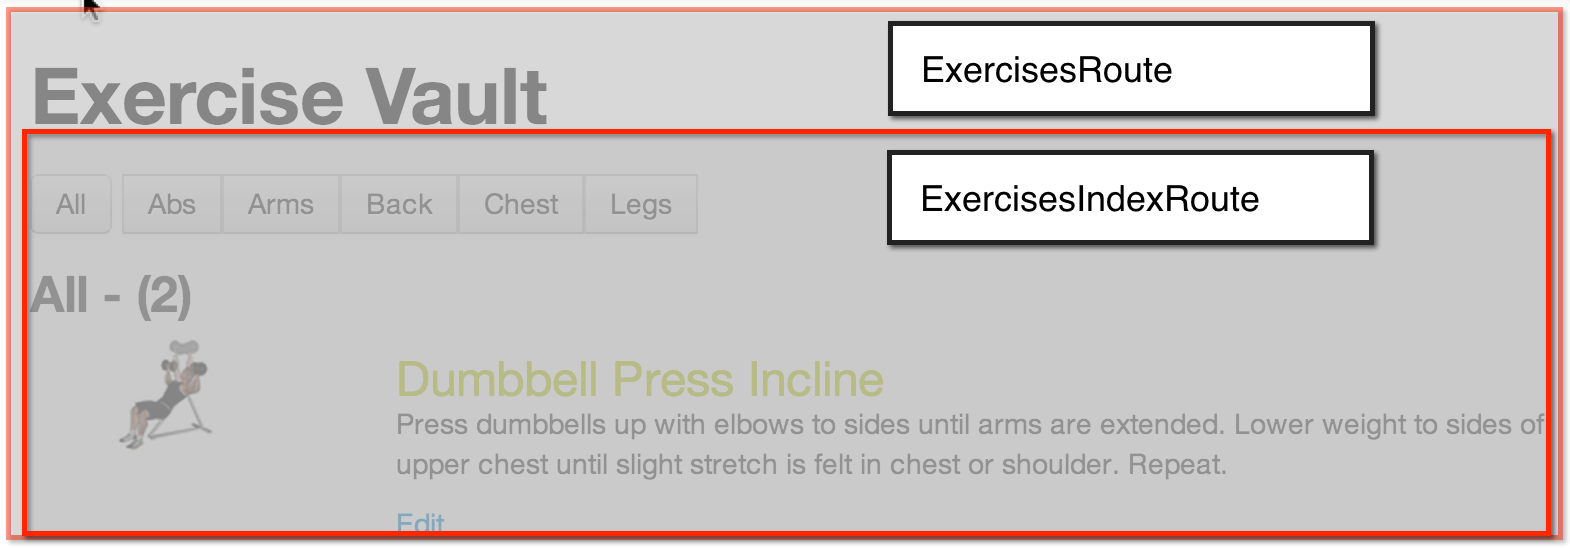 Exercise Vault
ExercisesRoute
ExercisesIndexRoute
All Abs Arms Back Chest Legs
All - (2)
Dumbbell Press Incline
Press dumbbells up with elbows to sides until arms are extended. Lower weight to sides of
upper chest until slight stretch is felt in chest or shoulder. Repeat.
Edit